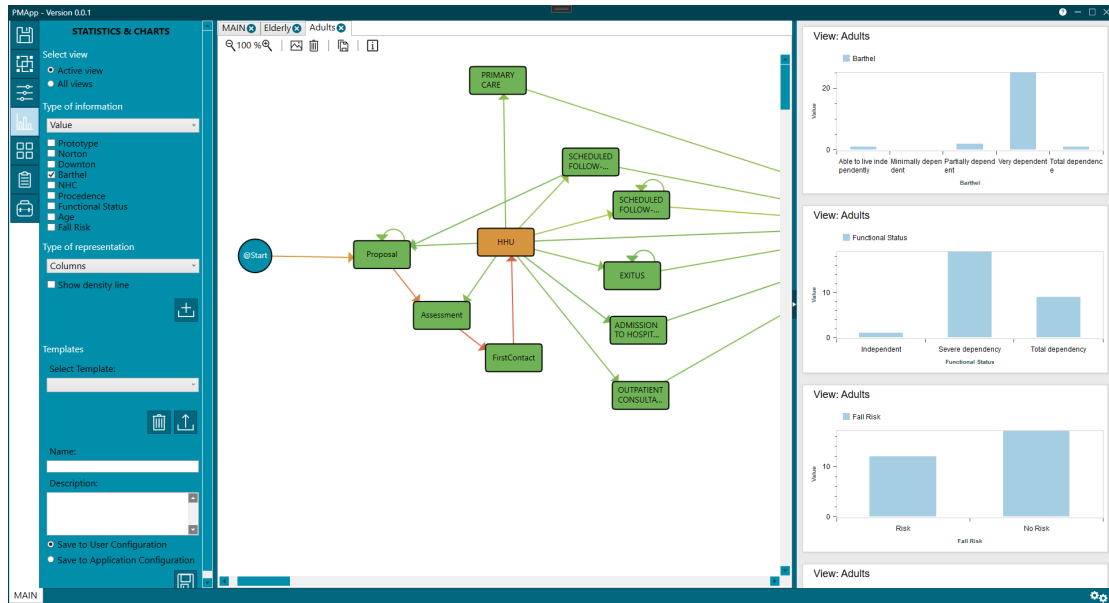 PMApp - Version 0.0.1
STATISTICS & CHARTS
Select view
Active view
All views
Type of information
Value
Prototype
Norton
Downton
Barthel
NHC
Procedence
Functional Status
Age
Fall Risk
Type of representation
Columns
Show density line
Templates
Select Template:
Name:
Description:
Save to User Configuration
Save to Application Configuration
MAIN
MAIN Elderly Adults
100 %
PRIMARY
CARE
SCHEDULED
FOLLOW-...
SCHEDULED
FOLLOW-...
@Start
Proposal
HHU
EXITUS
Assessment
ADMISSION
TO HOSPIT...
FirstContact
OUTPATIENT
CONSULTA...
View: Adults
Barthel
Value
20
0
Able to live inde
pendently
Minimally depen
dent
Partially depend
ent
Very dependent
Total dependenc
e
Barthel
View: Adults
Functional Status
Value
10
0
Independent
Severe dependency
Total dependency
Functional Status
View: Adults
Fall Risk
Value
10
0
Risk
No Risk
Fall Risk
View: Adults